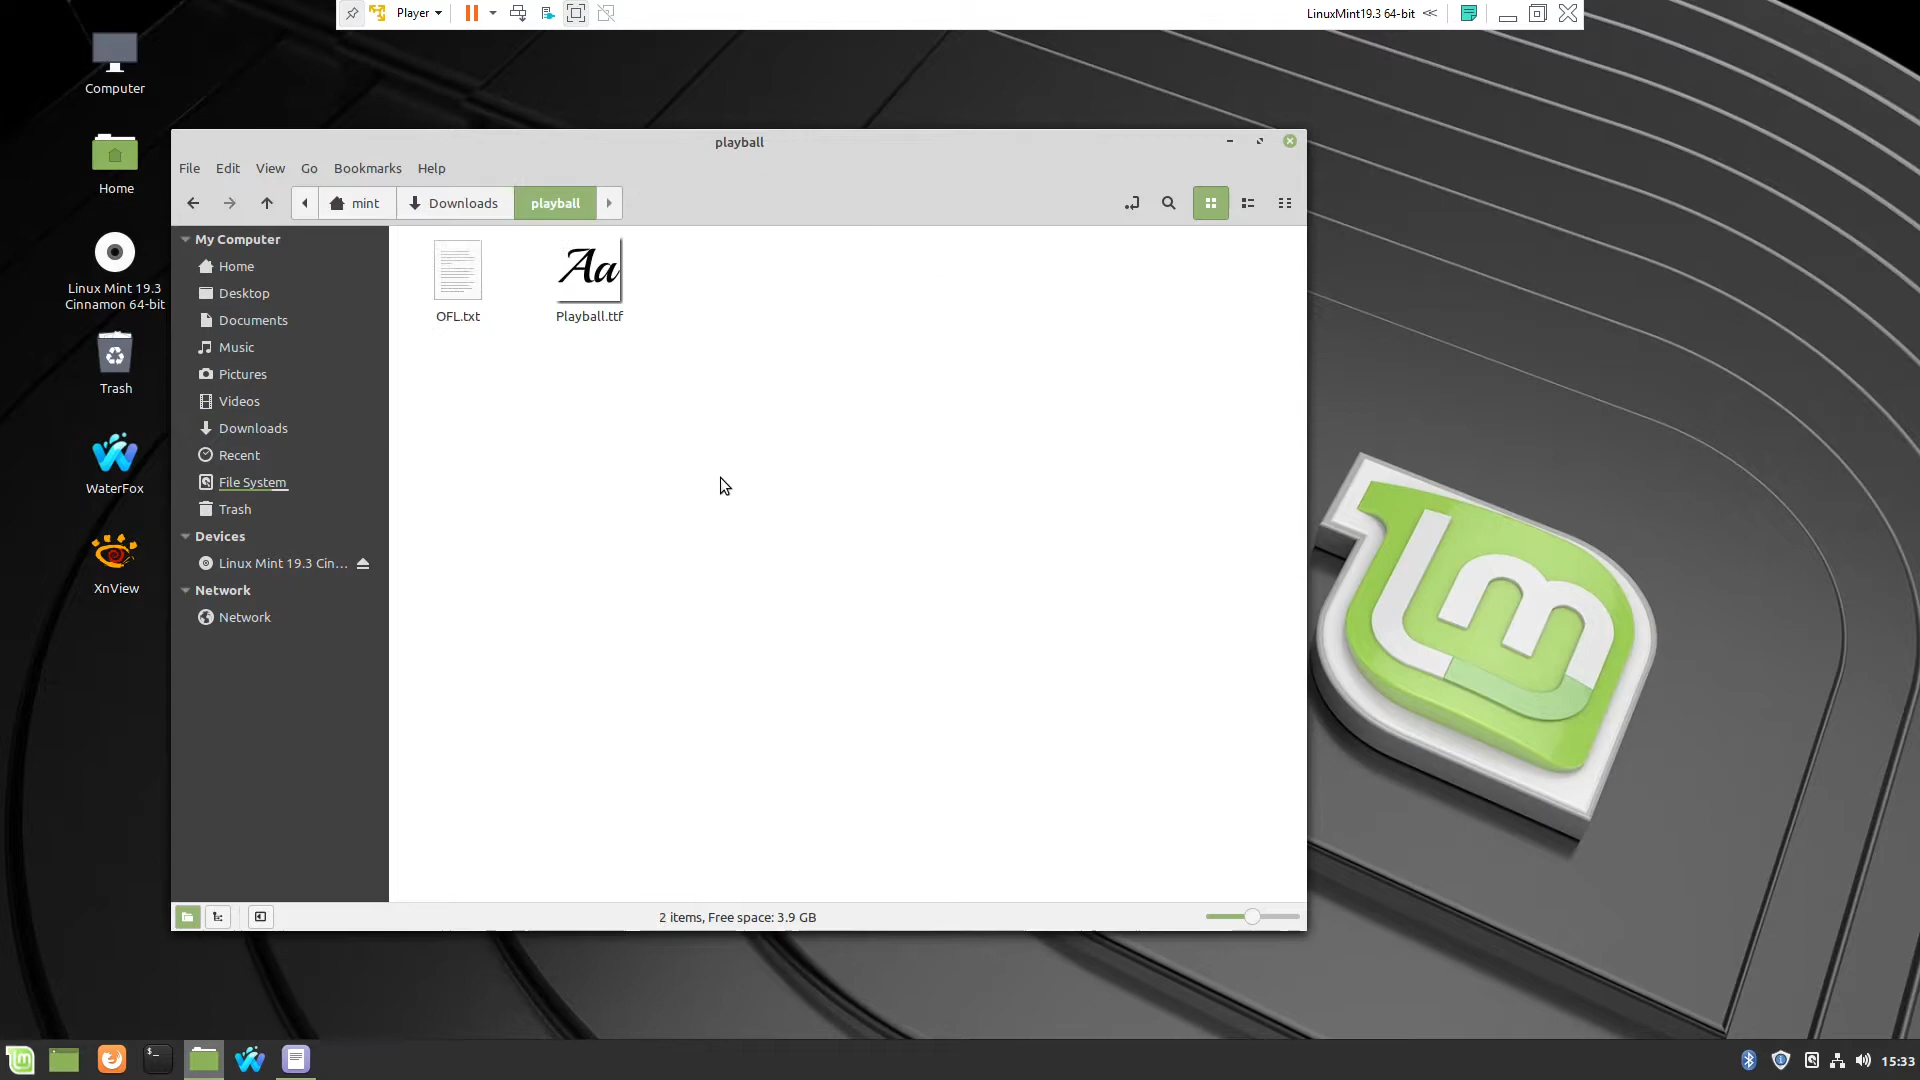 Player
LinuxMint19.3 64-bit
Computer
Home
Linux Mint 19.3
Cinnamon 64-bit
Trash
WaterFox
XnView
playball
File Edit View Go Bookmarks Help
mint Downloads playball
My Computer
Home
Desktop
Documents
Music
Pictures
Videos
Downloads
Recent
File System
Trash
Devices
Linux Mint 19.3 Cin...
Network
Network
Aa
OFL.txt
Playball.ttf
2 items, Free space: 3.9 GB
15:33